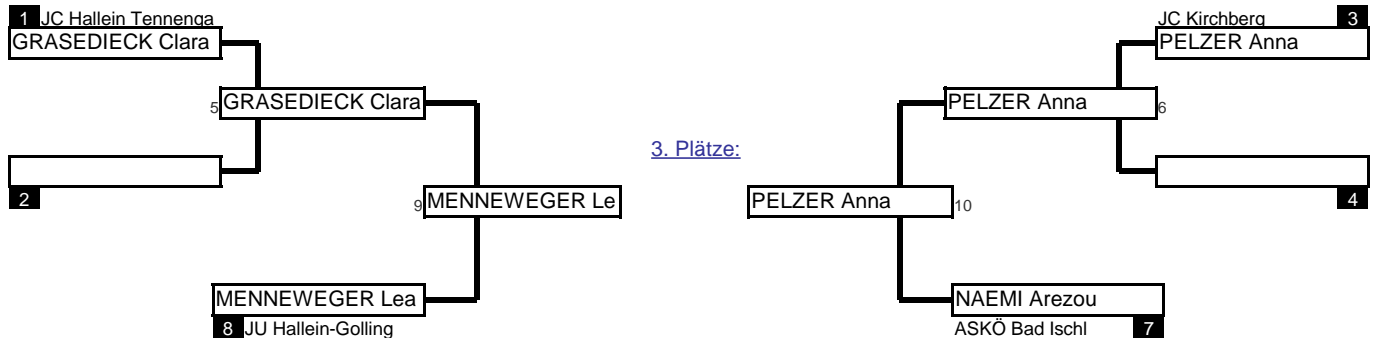 1 JC Hallein Tennenga
JC Kirchberg 3
GRASEDIECK Clara
PELZER Anna
5 GRASEDIECK Clara
PELZER Anna 6
3. Plätze:
2
4
9 MENNEWEGER Le
PELZER Anna 10
MENNEWEGER Lea
NAEMI Arezou
8 JU Hallein-Golling
ASKÖ Bad Ischl 7